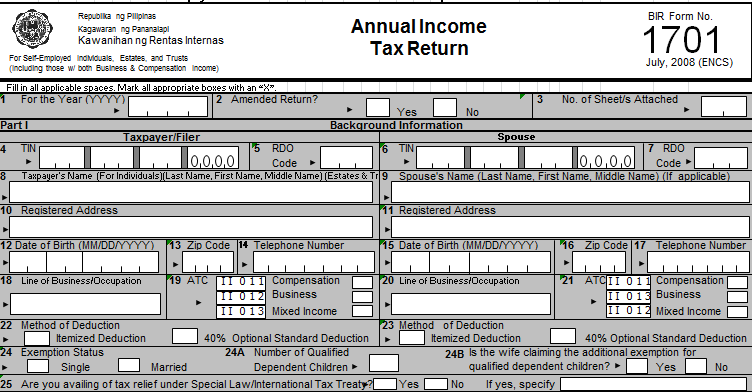 Republika ng Pilipinas
Kagawaran ng Pananalapi
Kawanihan ng Rentas Internas
For Self-Employed Individuals, Estates, and Trusts
(Including those w/ both Business & Compensation Income)
Annual Income
Tax Return
BIR Form No.
1701
July, 2008 (ENCS)
Fill in all applicable spaces. Mark all appropriate boxes with an "X".
1 For the Year (YYYY) 2 Amended Return? Yes No 3 No. of Sheet/s Attached
Part I Background Information
Taxpayer/Filer Spouse
4 TIN 0,0,0,0 5 RDO Code 6 TIN 0,0,0,0 7 RDO Code
8 Taxpayer's Name (For Individuals)(Last Name, First Name, Middle Name) (Estates & Tr 9 Spouse's Name (Last Name, First Name, Middle Name) (If applicable)
10 Registered Address 11 Registered Address
12 Date of Birth (MM/DD/YYYY) 13 Zip Code 14 Telephone Number 15 Date of Birth (MM/DD/YYYY) 16 Zip Code 17 Telephone Number
18 Line of Business/Occupation 19 ATC II 011 Compensation 20 Line of Business/Occupation 21 ATC II 011 Compensation
II 012 Business II 013 Business
II 013 Mixed Income II 012 Mixed Income
22 Method of Deduction 23 Method of Deduction
Itemized Deduction 40% Optional Standard Deduction Itemized Deduction 40% Optional Standard Deduction
24 Exemption Status 24A Number of Qualified 24B Is the wife claiming the additional exemption for
Single Married Dependent Children qualified dependent children? Yes No
25 Are you availing of tax relief under Special Law/International Tax Treaty? Yes No If yes, specify